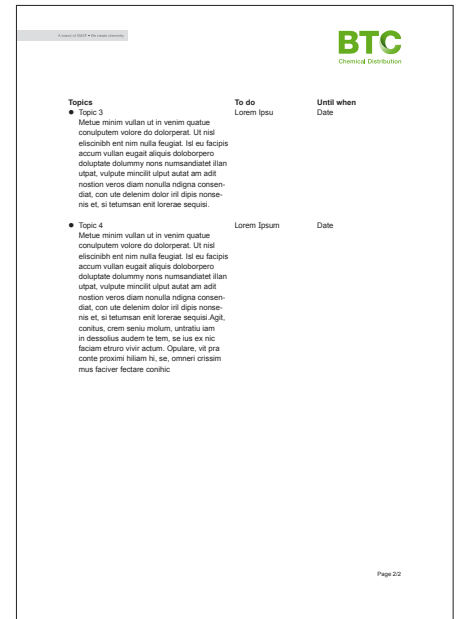 A brand of BASF – We create chemistry
BTC
Chemical Distribution
Topics To do Until when
● Topic 3 Lorem Ipsu Date
Metue minim vullan ut in venim quatue
conulputem volore do dolorperat. Ut nisl
eliscinibh ent nim nulla feugiat. Isl eu facipis
accum vullan eugait aliquis doloborpero
doluptate dolummy nons numsandiatet illan
utpat, vulpute mincilit ulput autat am adit
nostion veros diam nonulla ndigna consen-
diat, con ute delenim dolor iril dipis nonse-
nis et, si tetumsan enit lorerae sequisi.
● Topic 4 Lorem Ipsum Date
Metue minim vullan ut in venim quatue
conulputem volore do dolorperat. Ut nisl
eliscinibh ent nim nulla feugiat. Isl eu facipis
accum vullan eugait aliquis doloborpero
doluptate dolummy nons numsandiatet illan
utpat, vulpute mincilit ulput autat am adit
nostion veros diam nonulla ndigna consen-
diat, con ute delenim dolor iril dipis nonse-
nis et, si tetumsan enit lorerae sequisi.Agit,
conitus, crem seniu molum, untratiu iam
in dessolius audem te tem, se ius ex nic
faciam etruro vivir actum. Opulare, vit pra
conte proximi hiliam hi, se, omneri crissim
mus faciver fectare conihic
Page 2/2